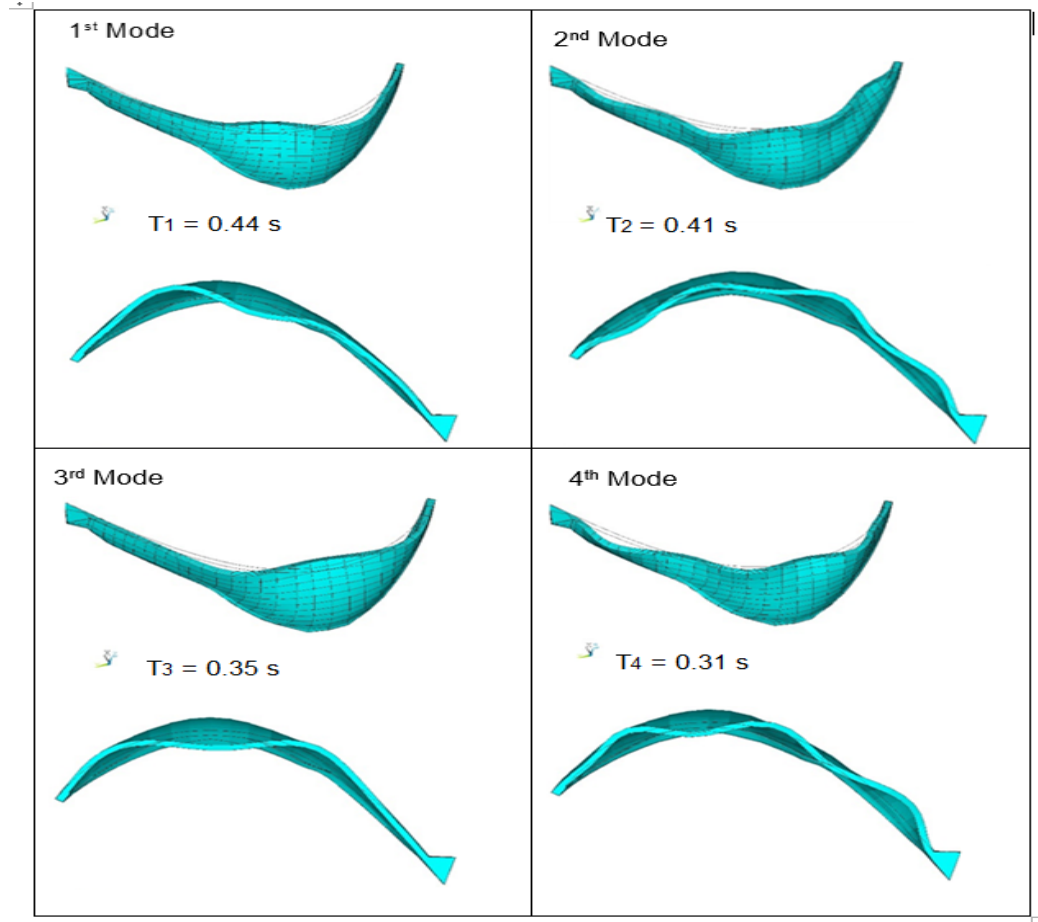 1st Mode
T1 = 0.44 s
2nd Mode
T2 = 0.41 s
3rd Mode
T3 = 0.35 s
4th Mode
T4 = 0.31 s